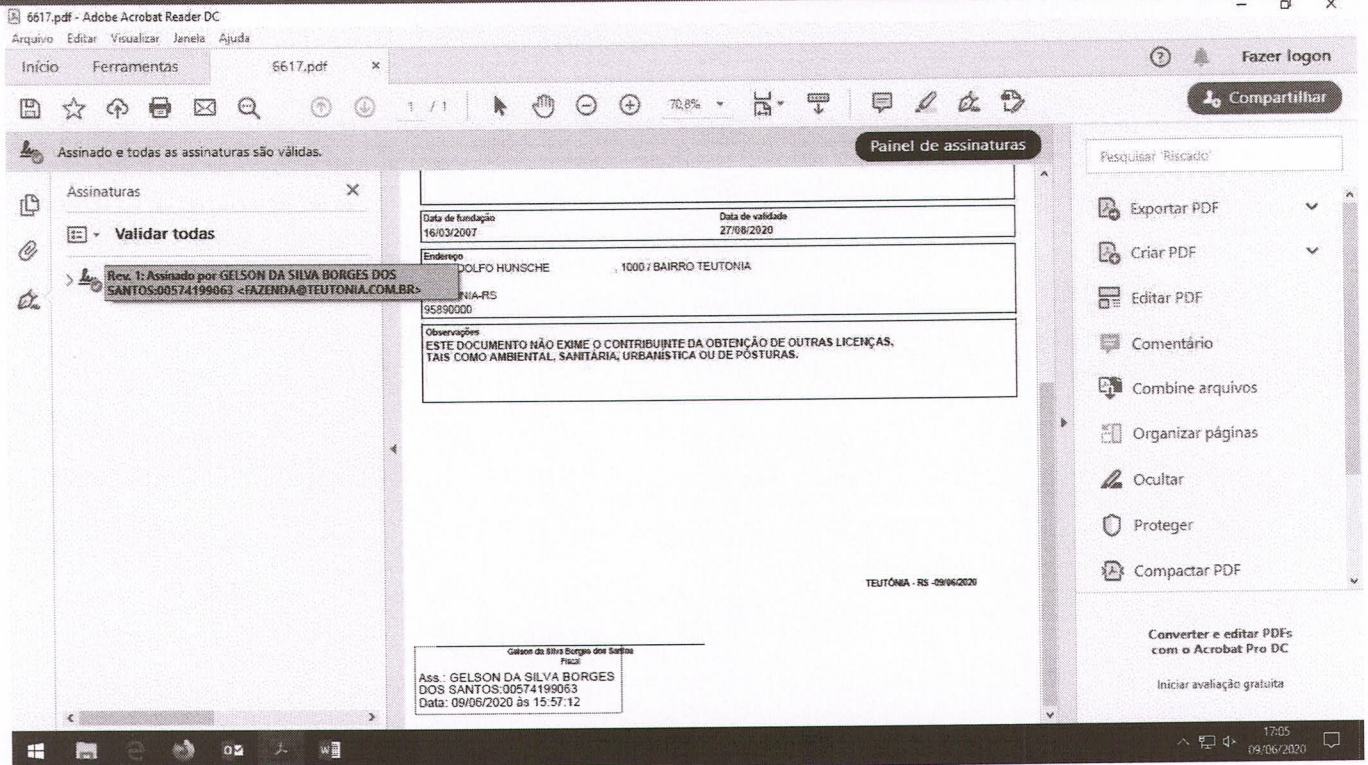 6617.pdf - Adobe Acrobat Reader DC
Arquivo Editar Visualizar Janela Ajuda
Início Ferramentas 6617.pdf ×
Fazer logon
1 / 1 70,8%
Compartilhar
Assinado e todas as assinaturas são válidas.
Painel de assinaturas
Assinaturas
Validar todas
Rev. 1: Assinado por GELSON DA SILVA BORGES DOS
SANTOS:00574199063 <FAZENDA@TEUTONIA.COM.BR>
Data de fundação Data de validade
16/03/2007 27/08/2020
Endereço
DOLFO HUNSCHE , 1000 / BAIRRO TEUTONIA
NIA-RS
95890000
Observações
ESTE DOCUMENTO NÃO EXIME O CONTRIBUINTE DA OBTENÇÃO DE OUTRAS LICENÇAS,
TAIS COMO AMBIENTAL, SANITÁRIA, URBANÍSTICA OU DE PÓSTURAS.
TEUTÔNIA - RS -09/06/2020
Gelson da Silva Borges dos Santos
Fiscal
Ass.: GELSON DA SILVA BORGES
DOS SANTOS:00574199063
Data: 09/06/2020 às 15:57:12
Pesquisar 'Riscado'
Exportar PDF
Criar PDF
Editar PDF
Comentário
Combine arquivos
Organizar páginas
Ocultar
Proteger
Compactar PDF
Converter e editar PDFs
com o Acrobat Pro DC
Iniciar avaliação gratuita
17:05
09/06/2020